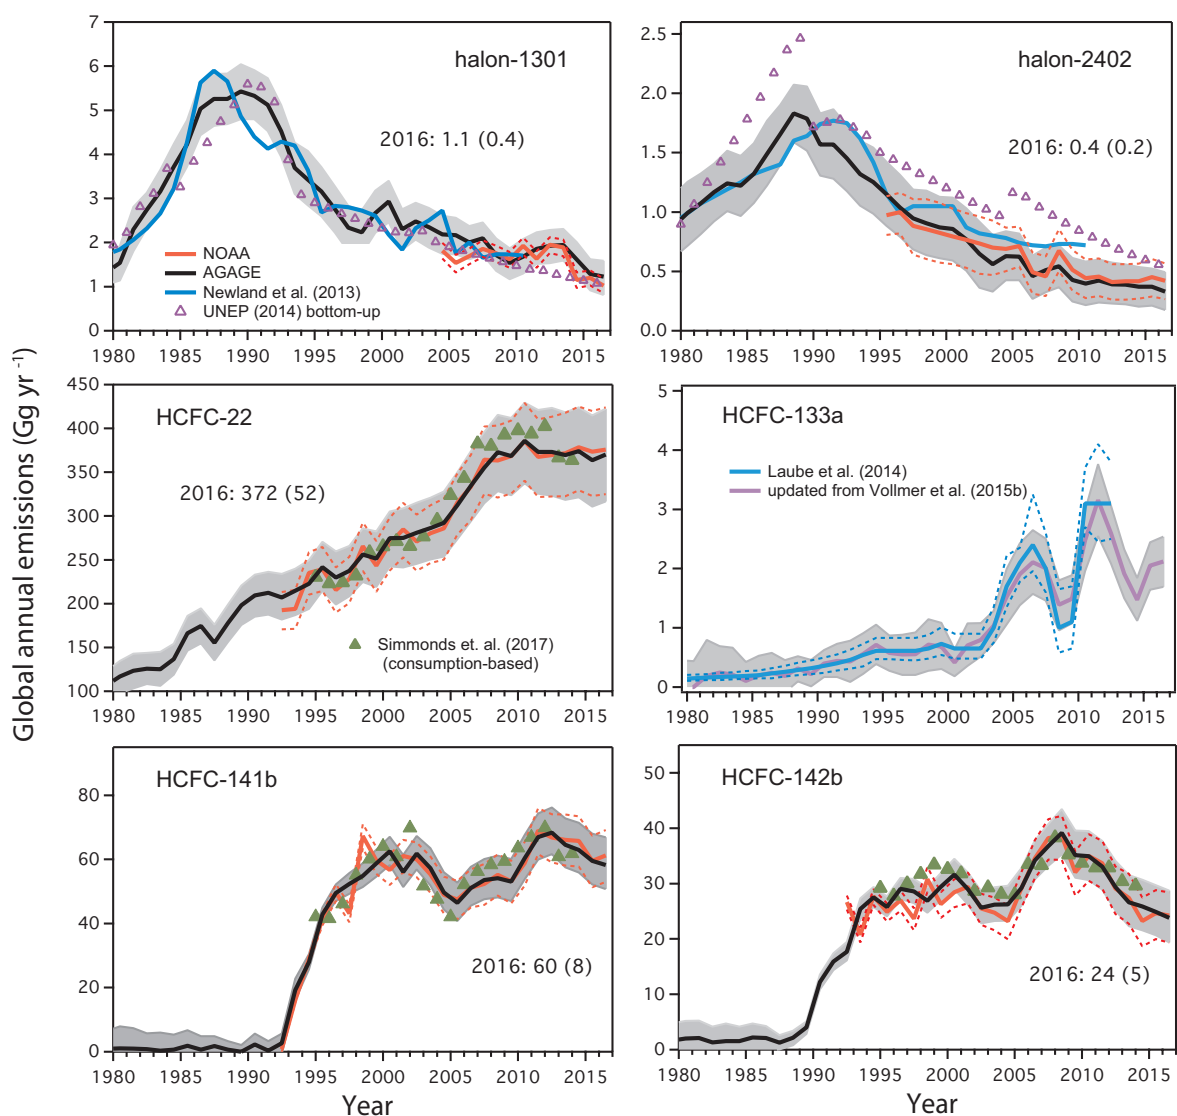 Global annual emissions (Gg yr -1)
halon-1301
2016: 1.1 (0.4)
NOAA
AGAGE
Newland et al. (2013)
UNEP (2014) bottom-up
7
6
5
4
3
2
1
0
1980 1985 1990 1995 2000 2005 2010 2015
halon-2402
2016: 0.4 (0.2)
2.5
2.0
1.5
1.0
0.5
0.0
1980 1985 1990 1995 2000 2005 2010 2015
HCFC-22
2016: 372 (52)
Simmonds et. al. (2017)
(consumption-based)
450
400
350
300
250
200
150
100
1980 1985 1990 1995 2000 2005 2010 2015
HCFC-133a
Laube et al. (2014)
updated from Vollmer et al. (2015b)
5
4
3
2
1
0
1980 1985 1990 1995 2000 2005 2010 2015
HCFC-141b
2016: 60 (8)
80
60
40
20
0
1980 1985 1990 1995 2000 2005 2010 2015
Year
HCFC-142b
2016: 24 (5)
50
40
30
20
10
0
1980 1985 1990 1995 2000 2005 2010 2015
Year